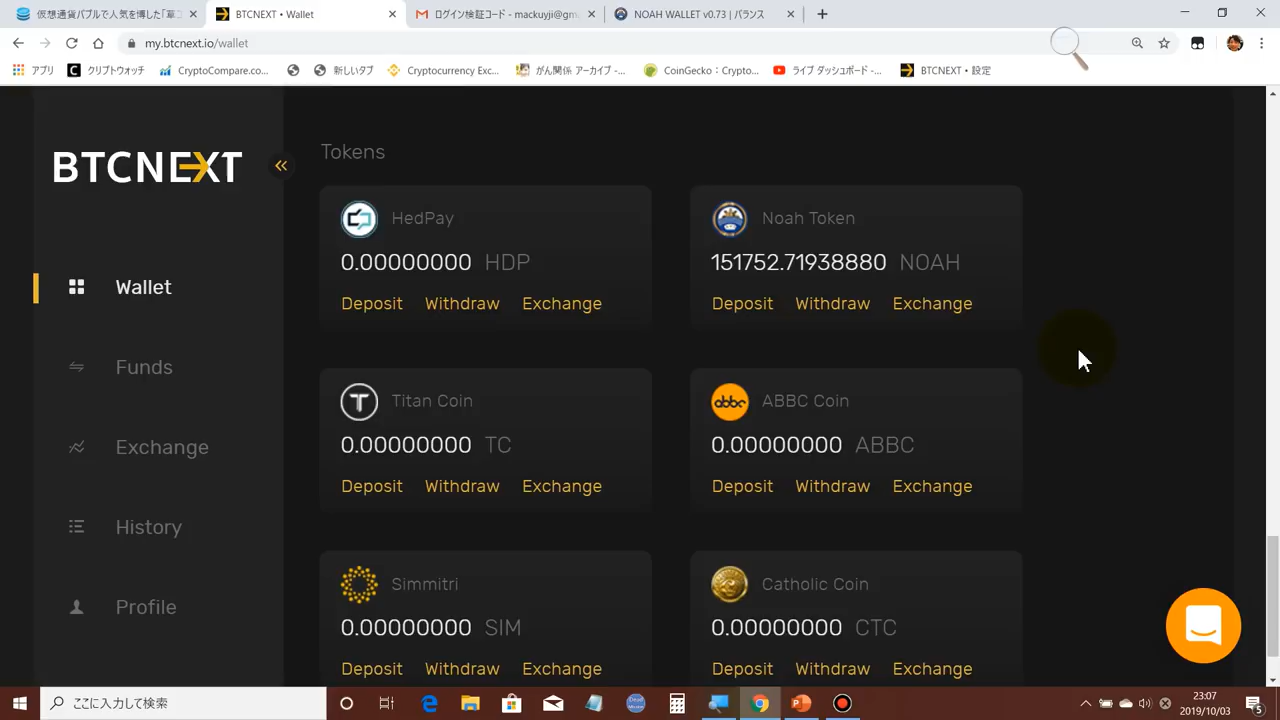 仮想通貨バブルで人気を博した「草コ
BTCNEXT • Wallet
ログイン検証コード - mackuyji@gm
NOAH WALLET v0.73 | バランス
my.btcnext.io/wallet
アプリ
クリプトウォッチ
CryptoCompare.co...
新しいタブ
Cryptocurrency Exc...
がん関係 アーカイブ -...
CoinGecko：Crypto...
ライブ ダッシュボード -...
BTCNEXT • 設定
BTCNEXT
«
Wallet
Funds
Exchange
History
Profile
Tokens
HedPay
0.00000000 HDP
Deposit Withdraw Exchange
Noah Token
151752.71938880 NOAH
Deposit Withdraw Exchange
Titan Coin
0.00000000 TC
Deposit Withdraw Exchange
abbc
ABBC Coin
0.00000000 ABBC
Deposit Withdraw Exchange
Simmitri
0.00000000 SIM
Deposit Withdraw Exchange
Catholic Coin
0.00000000 CTC
Deposit Withdraw Exchange
ここに入力して検索
23:07
2019/10/03
5